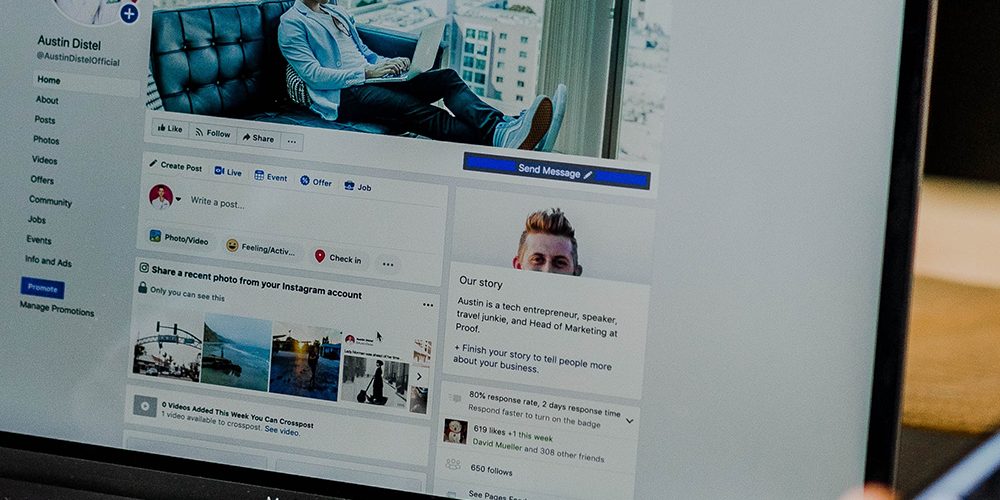 Austin Distel
@AustinDistelOfficial
Home
About
Posts
Photos
Videos
Offers
Community
Jobs
Events
Info and Ads
Promote
Manage Promotions
Like Follow Share ...
Send Message
Create Post Live Event Offer Job
Write a post...
Photo/Video Feeling/Activ... Check in ...
Share a recent photo from your Instagram account
Only you can see this
...
0 Videos Added This Week You Can Crosspost
1 video available to crosspost. See video.
Our story
Austin is a tech entrepreneur, speaker,
travel junkie, and Head of Marketing at
Proof.
+ Finish your story to tell people more
about your business.
80% response rate, 2 days response time
Respond faster to turn on the badge
619 likes +1 this week
David Mueller and 308 other friends
650 follows
See Pages